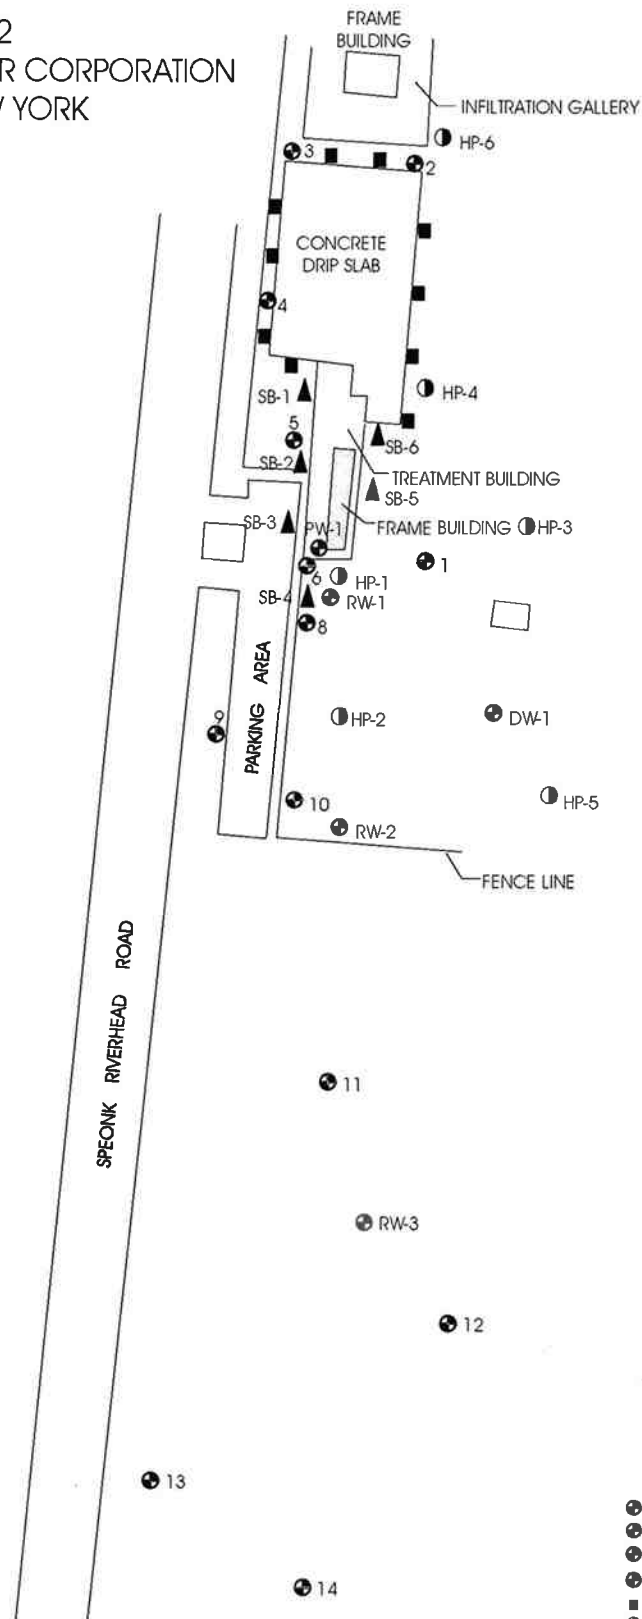 2
R CORPORATION
YORK
FRAME
BUILDING
INFILTRATION GALLERY
HP-6
3
2
CONCRETE
DRIP SLAB
4
SB-1
HP-4
5
SB-6
SB-2
TREATMENT BUILDING
SB-5
SB-3
PW-1
FRAME BUILDING
HP-3
1
6
HP-1
SB-4
RW-1
8
PARKING AREA
9
HP-2
DW-1
10
HP-5
RW-2
FENCE LINE
SPEONK RIVERHEAD ROAD
11
RW-3
12
13
14